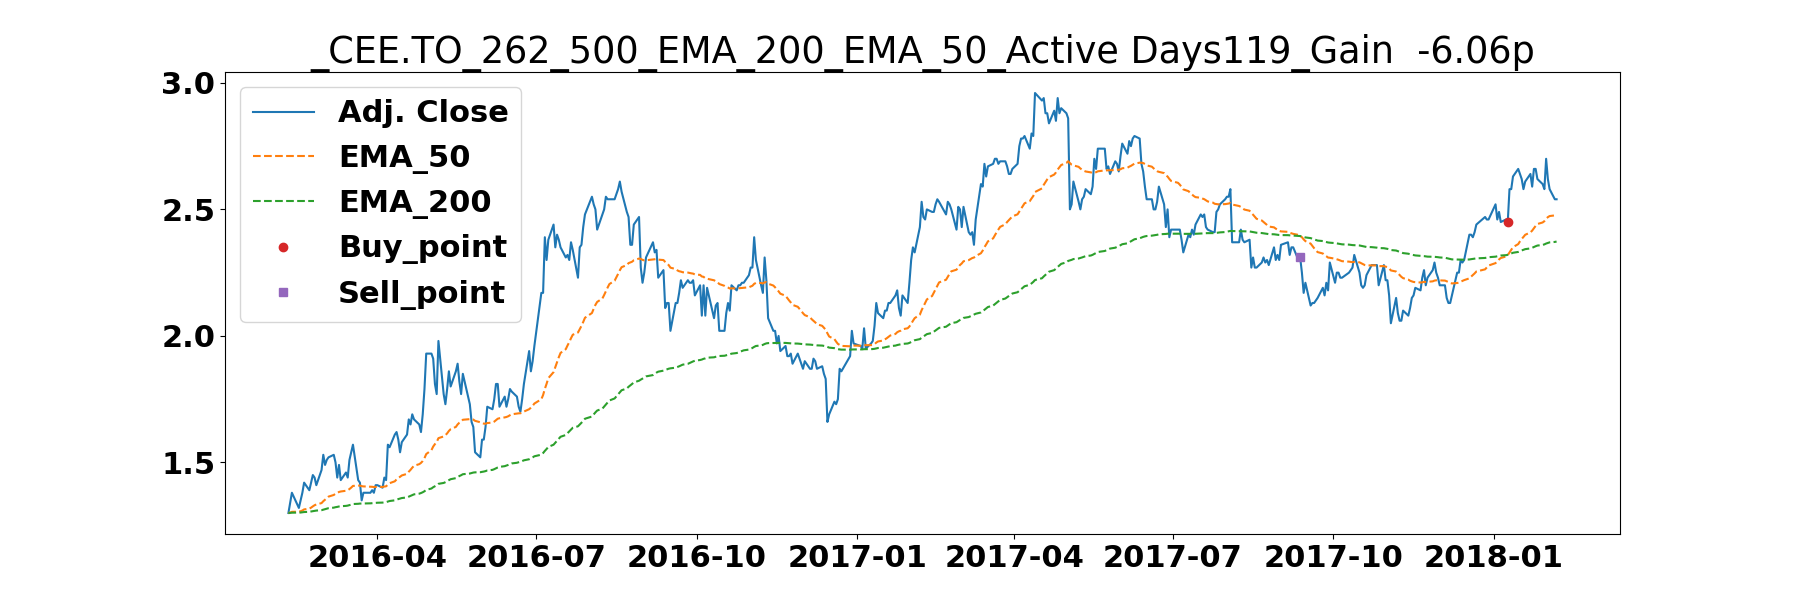 _CEE.TO_262_500_EMA_200_EMA_50_Active Days119_Gain  -6.06p
3.0
2.5
2.0
1.5
Adj. Close
EMA_50
EMA_200
Buy_point
Sell_point
2016-04 2016-07 2016-10 2017-01 2017-04 2017-07 2017-10 2018-01